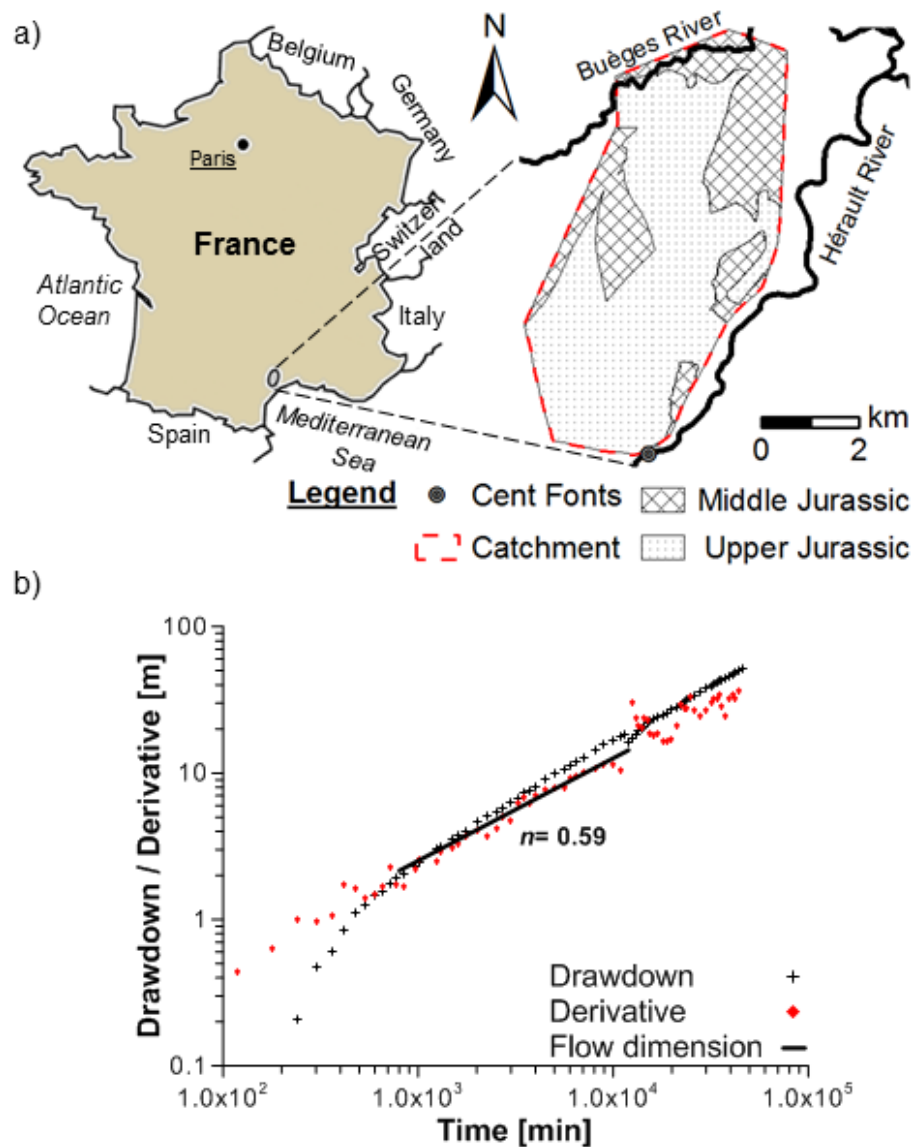 a)
Belgium
Germany
Paris
Switzer
land
France
Atlantic
Ocean
Italy
Spain
Mediterranean
Sea
N
Buèges River
Hérault River
km
0
2
Legend
Cent Fonts
Middle Jurassic
Catchment
Upper Jurassic
b)
Drawdown / Derivative [m]
100
10
1
0.1
n= 0.59
Drawdown
Derivative
Flow dimension
1.0x10²
1.0x10³
1.0x10⁴
1.0x10⁵
Time [min]